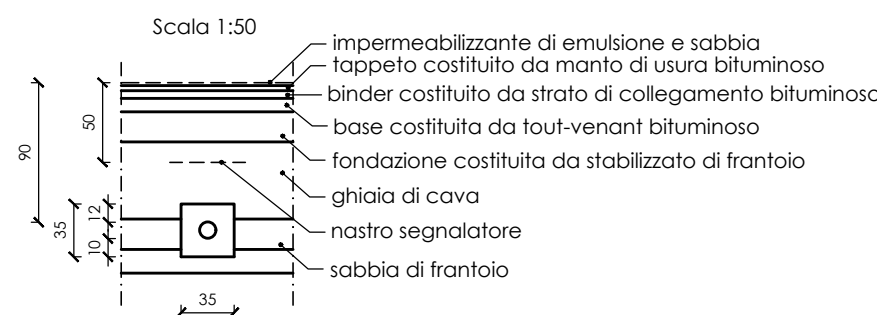 Scala 1:50
impermeabilizzante di emulsione e sabbia
tappeto costituito da manto di usura bituminoso
binder costituito da strato di collegamento bituminoso
base costituita da tout-venant bituminoso
fondazione costituita da stabilizzato di frantoio
ghiaia di cava
nastro segnalatore
sabbia di frantoio
90
50
35
12
10
35